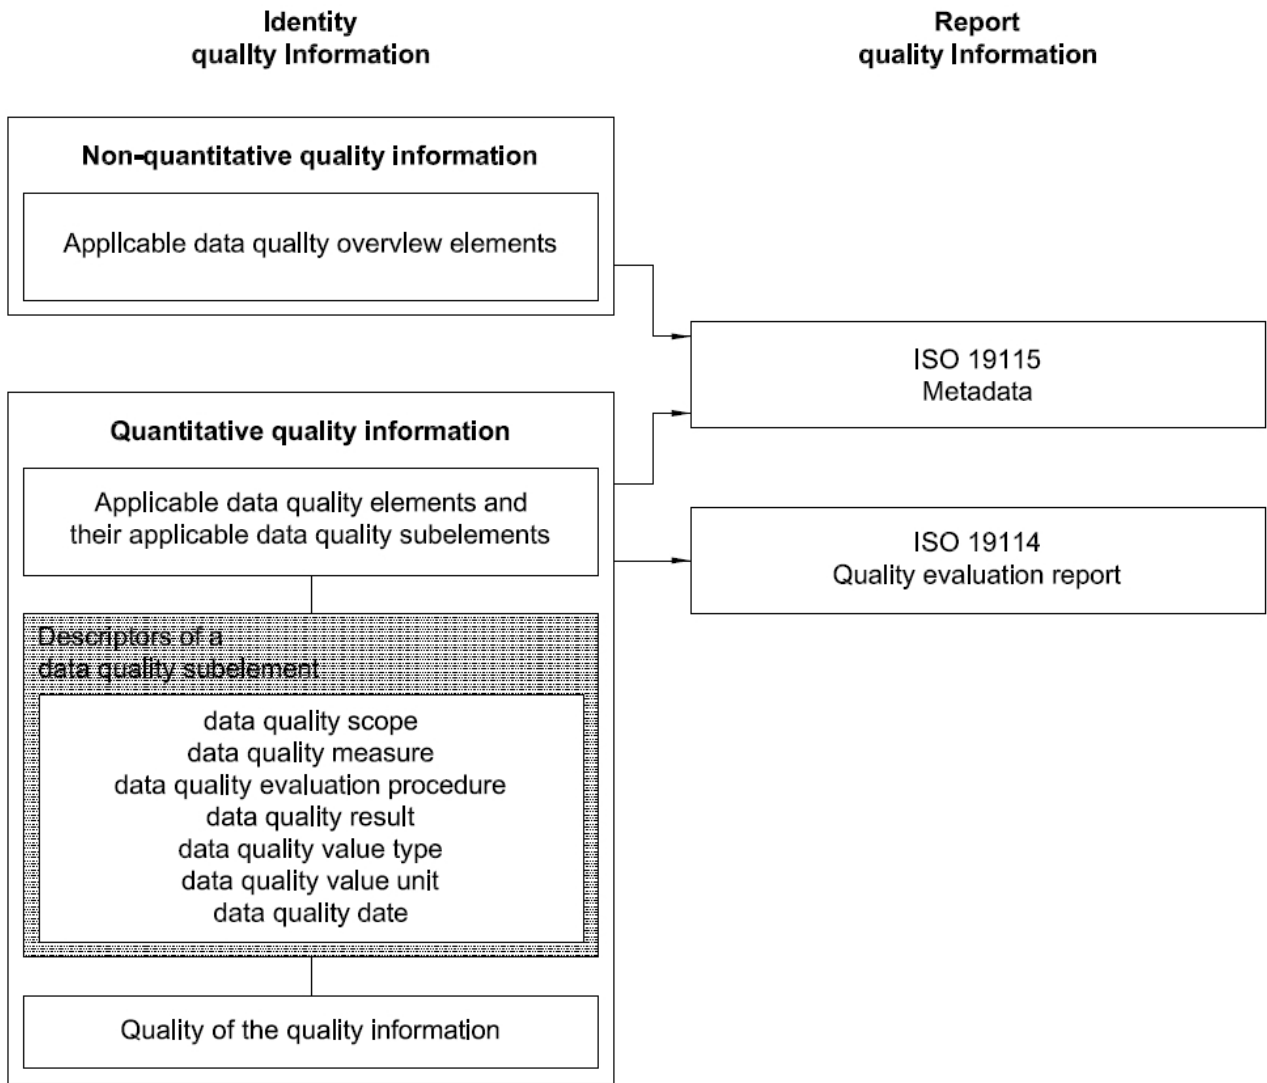 Identity
quality Information
Report
quality Information
Non-quantitative quality information
Applicable data quality overview elements
ISO 19115
Metadata
Quantitative quality information
Applicable data quality elements and
their applicable data quality subelements
ISO 19114
Quality evaluation report
Descriptors of a
data quality subelement
data quality scope
data quality measure
data quality evaluation procedure
data quality result
data quality value type
data quality value unit
data quality date
Quality of the quality information